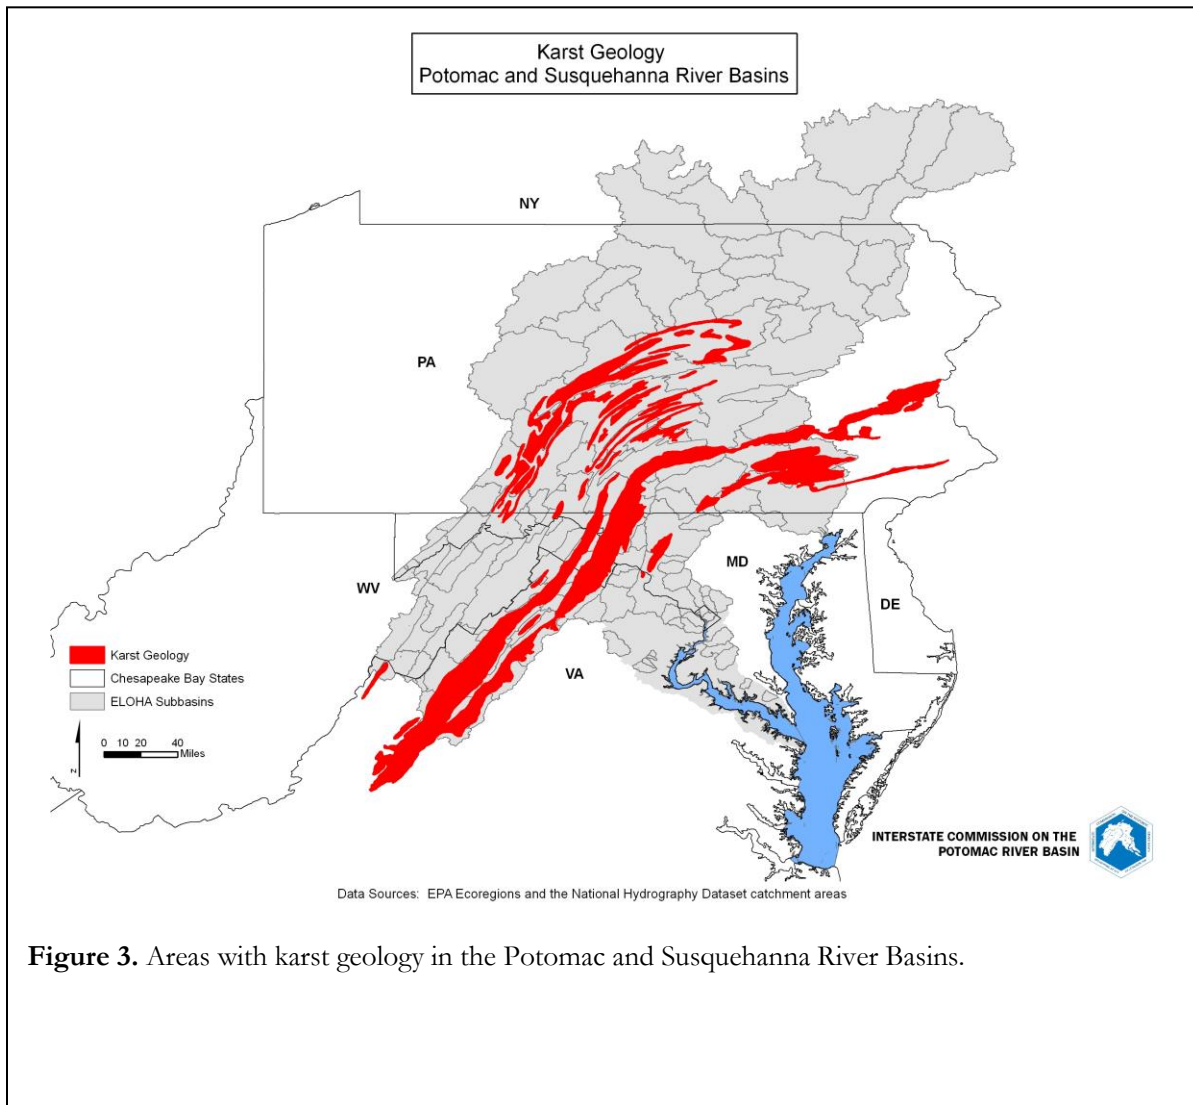 Karst Geology
Potomac and Susquehanna River Basins
NY
PA
MD
WV
DE
VA
Karst Geology
Chesapeake Bay States
ELOHA Subbasins
0 10 20 40
Miles
N
INTERSTATE COMMISSION ON THE
POTOMAC RIVER BASIN
Data Sources: EPA Ecoregions and the National Hydrography Dataset catchment areas
Figure 3. Areas with karst geology in the Potomac and Susquehanna River Basins.